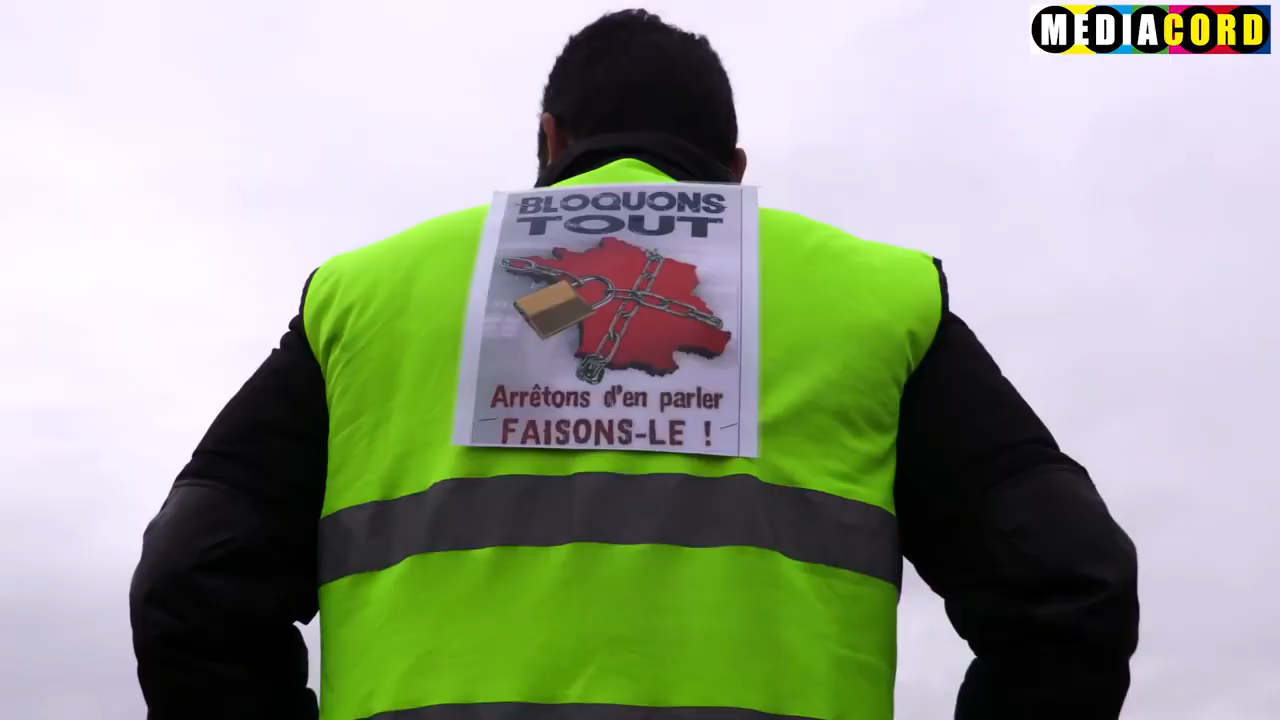 MEDIACORD
BLOQUONS
TOUT
Arrêtons d'en parler
FAISONS-LE !